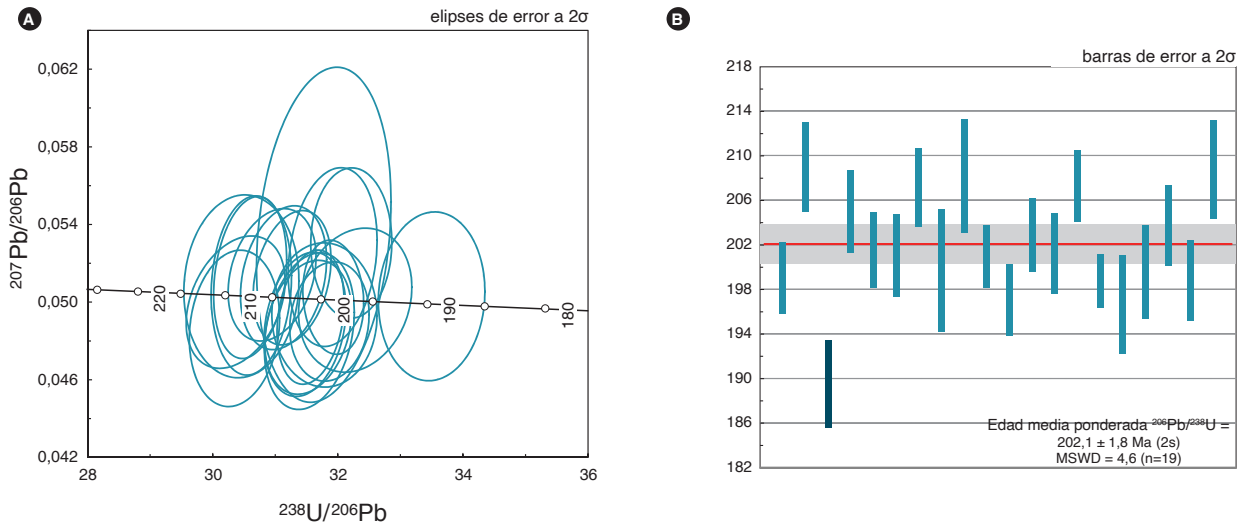 A
elipses de error a 2σ
207Pb/206Pb
0,062
0,058
0,054
0,050
0,046
0,042
220
210
200
190
180
28
30
32
34
36
238U/206Pb
B
barras de error a 2σ
218
214
210
206
202
198
194
190
186
182
Edad media ponderada 206Pb/238U =
202,1 ± 1,8 Ma (2s)
MSWD = 4,6 (n=19)